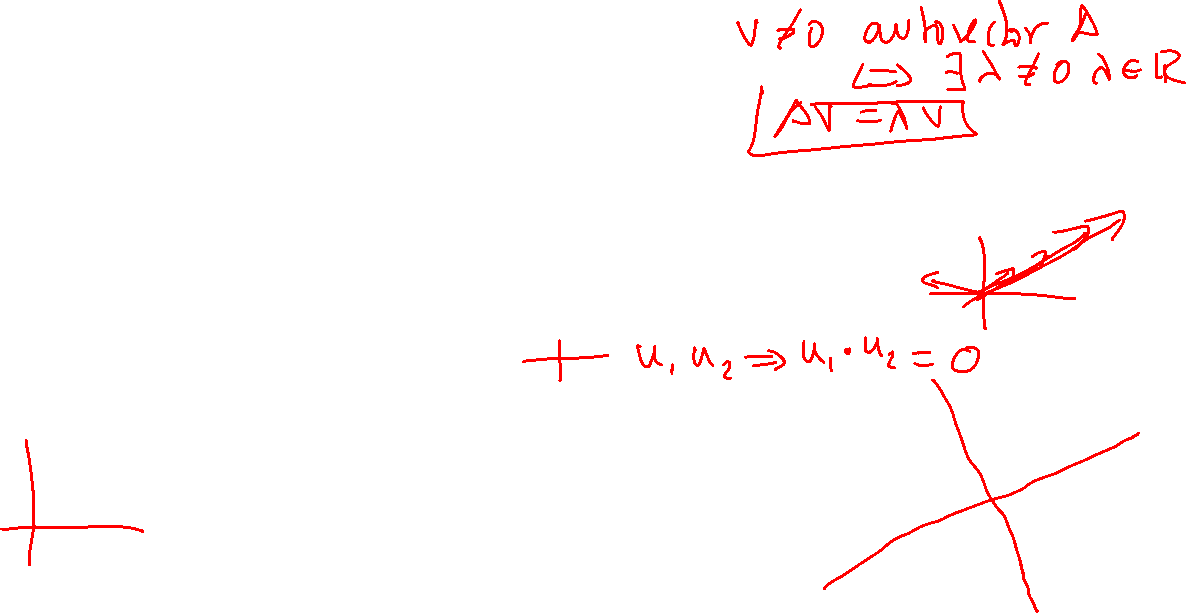 v ≠ 0 autovector A
⇔ ∃ λ ≠ 0 λ ∈ ℝ
Av = λv
u₁ u₂ ⇒ u₁ · u₂ = 0